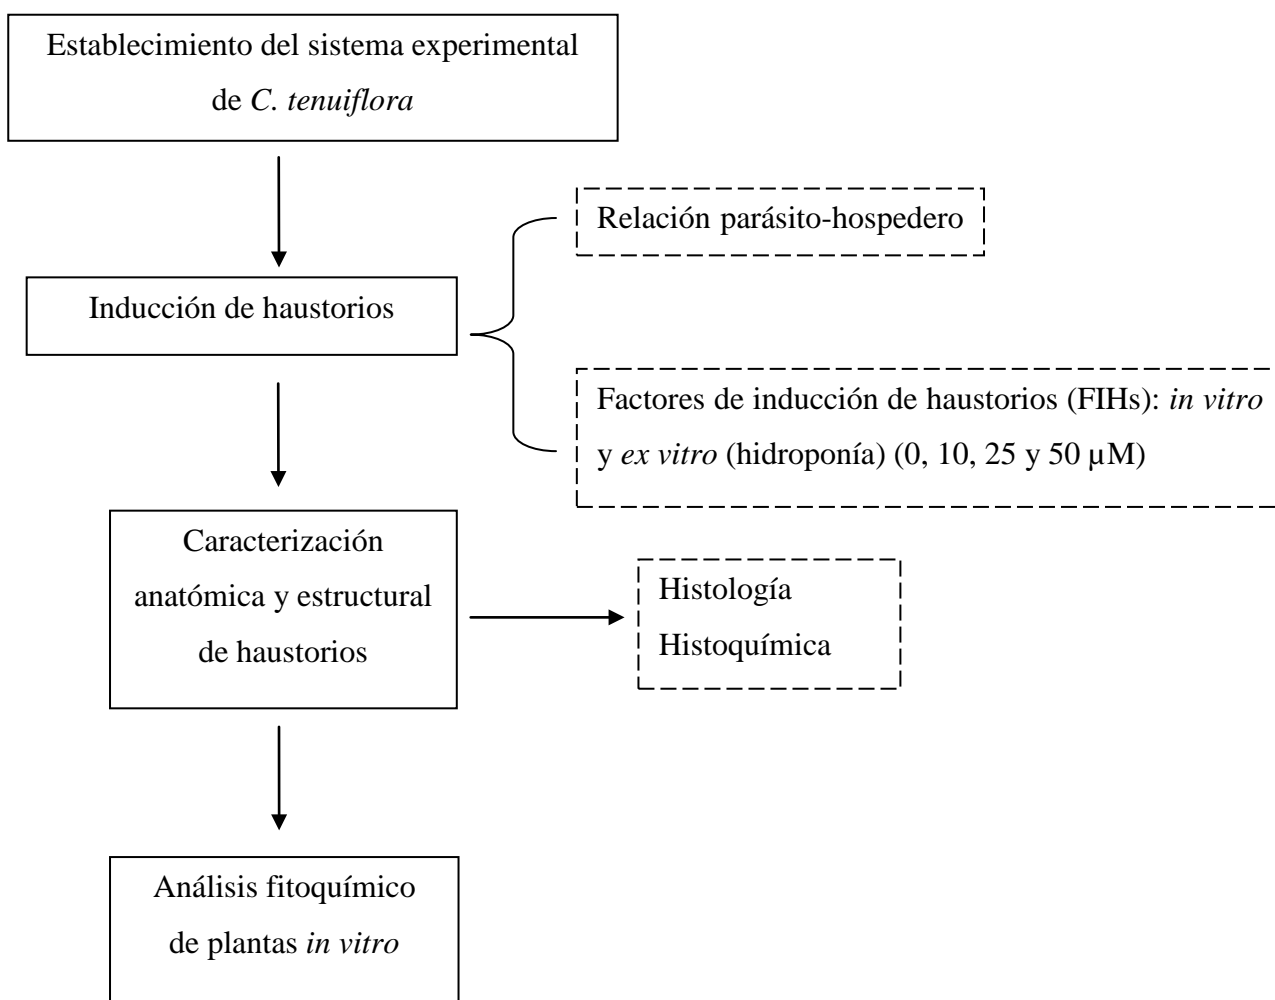 Establecimiento del sistema experimental
de C. tenuiflora
Relación parásito-hospedero
Inducción de haustorios
Factores de inducción de haustorios (FIHs): in vitro
y ex vitro (hidroponía) (0, 10, 25 y 50 µM)
Caracterización
anatómica y estructural
de haustorios
Histología
Histoquímica
Análisis fitoquímico
de plantas in vitro